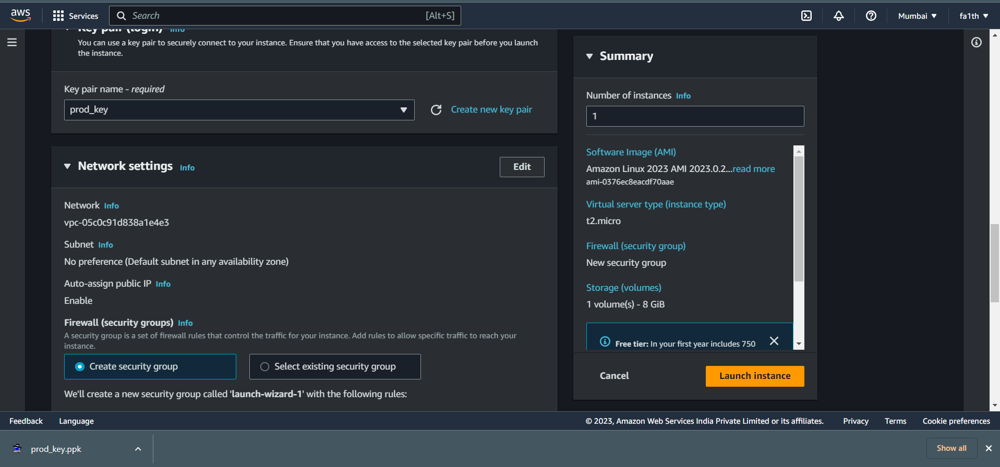 aws
Services
Search
[Alt+S]
Mumbai
fa1th
Key pair (login) Info
You can use a key pair to securely connect to your instance. Ensure that you have access to the selected key pair before you launch
the instance.
Key pair name - required
prod_key
Create new key pair
Network settings Info
Edit
Network Info
vpc-05c0c91d838a1e4e3
Subnet Info
No preference (Default subnet in any availability zone)
Auto-assign public IP Info
Enable
Firewall (security groups) Info
A security group is a set of firewall rules that control the traffic for your instance. Add rules to allow specific traffic to reach your
instance.
Create security group
Select existing security group
We'll create a new security group called 'launch-wizard-1' with the following rules:
Summary
Number of instances Info
1
Software Image (AMI)
Amazon Linux 2023 AMI 2023.0.2...read more
ami-0376ec8eacdf70aae
Virtual server type (instance type)
t2.micro
Firewall (security group)
New security group
Storage (volumes)
1 volume(s) - 8 GiB
Free tier: In your first year includes 750
Cancel
Launch instance
Feedback
Language
© 2023, Amazon Web Services India Private Limited or its affiliates.
Privacy
Terms
Cookie preferences
prod_key.ppk
Show all